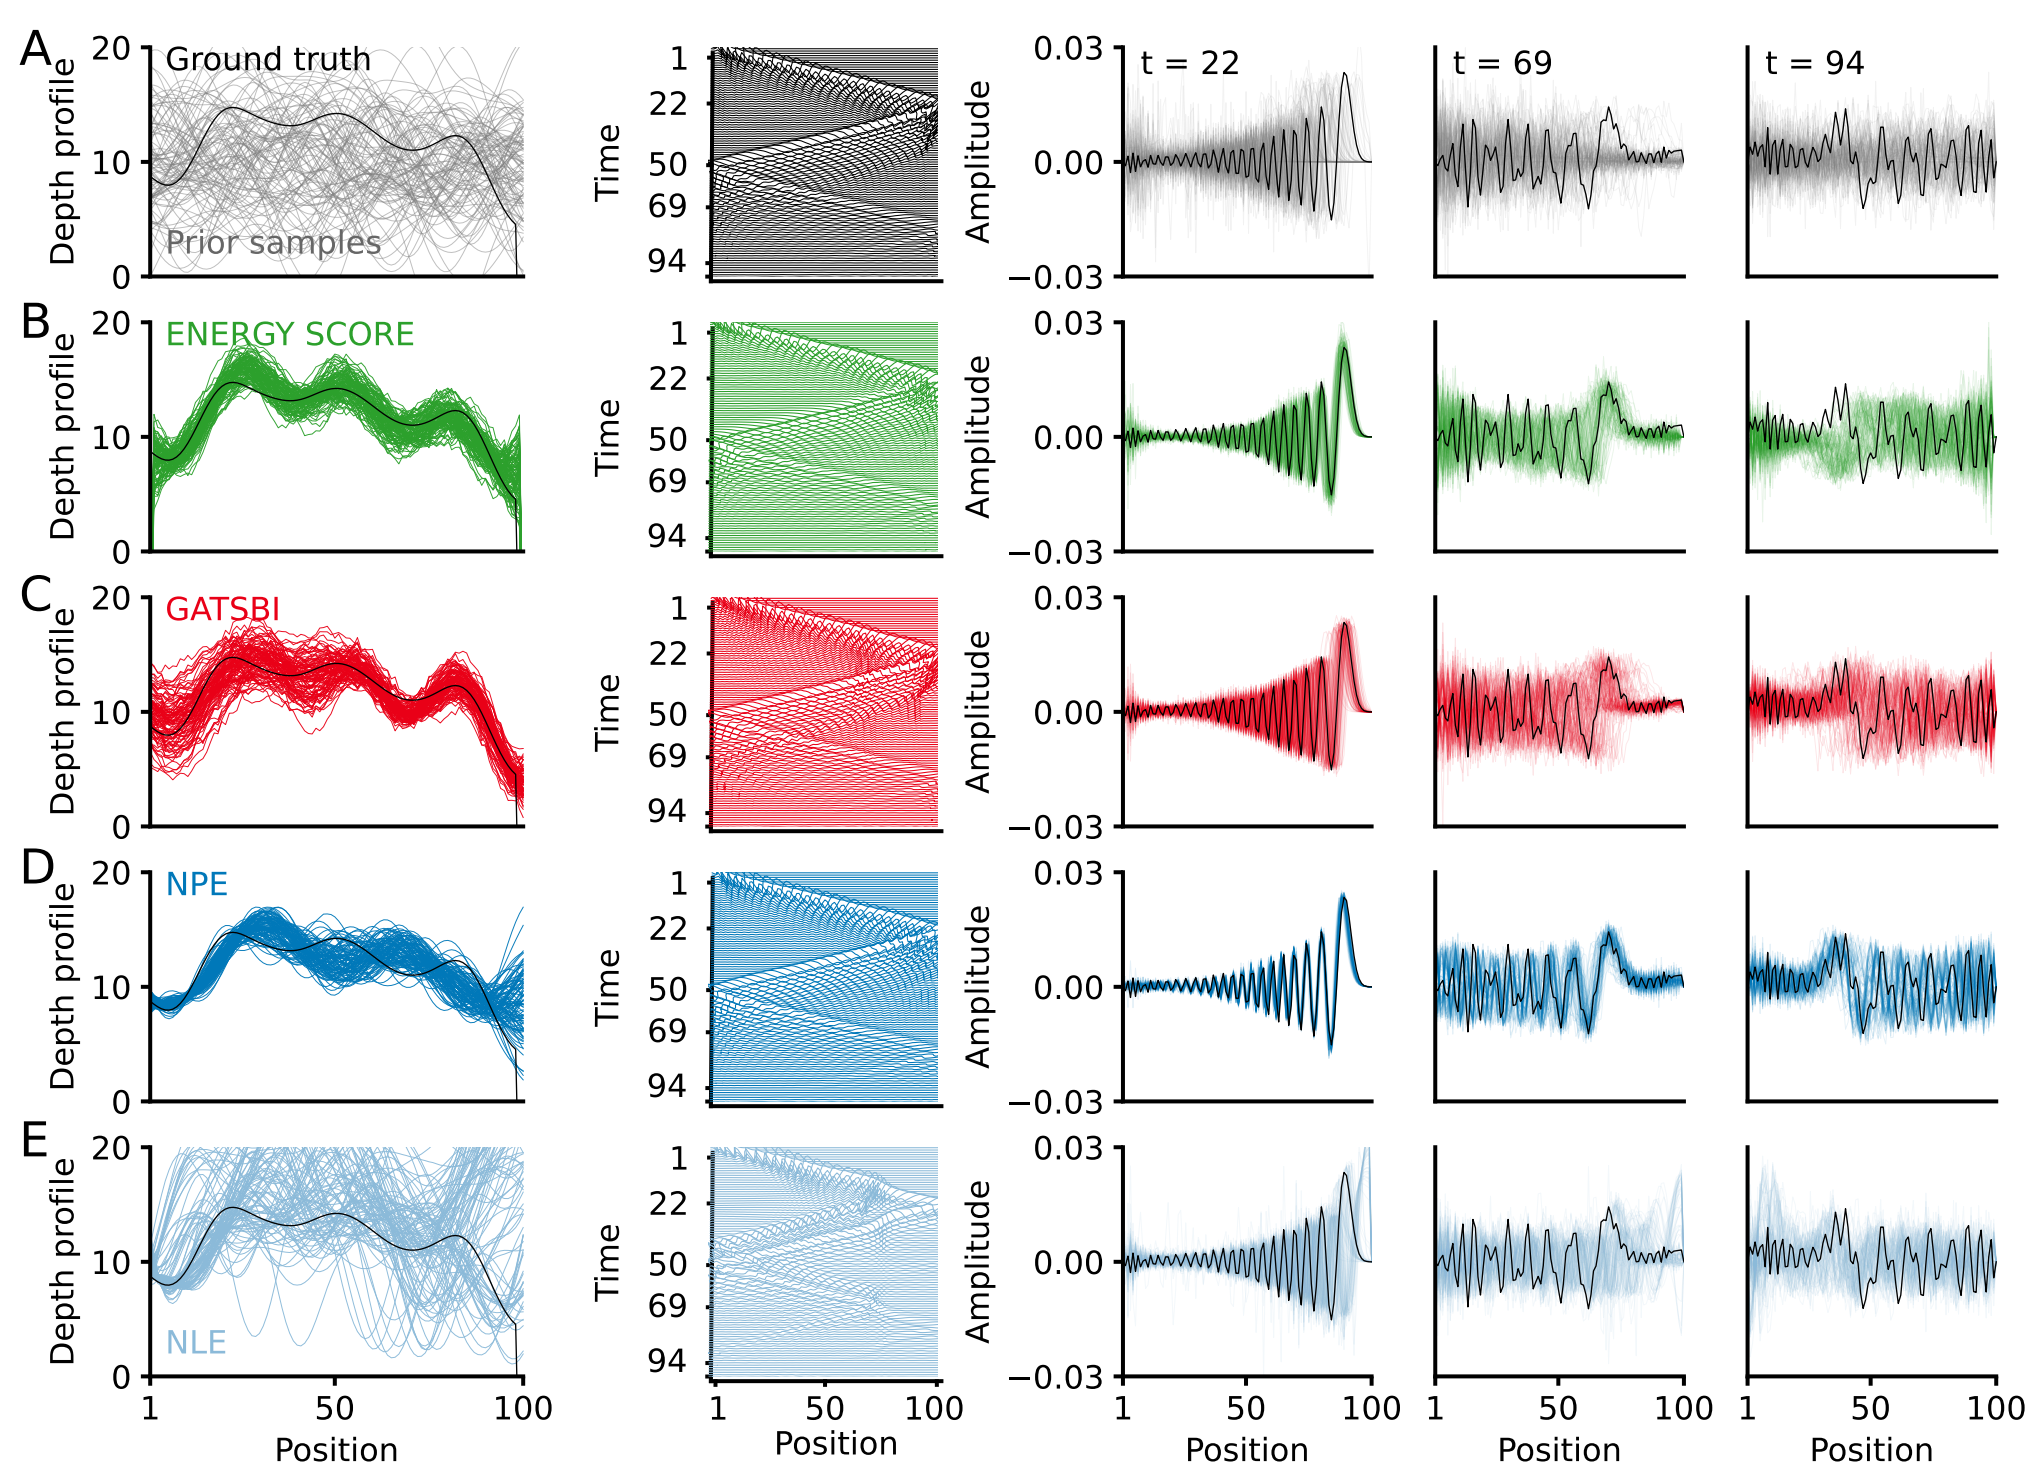 A
20
10
0
Depth profile
Ground truth
Prior samples
1
22
50
69
94
Time
0.03
0.00
−0.03
Amplitude
t = 22
t = 69
t = 94
B
20
10
0
Depth profile
ENERGY SCORE
1
22
50
69
94
Time
0.03
0.00
−0.03
Amplitude
C
20
10
0
Depth profile
GATSBI
1
22
50
69
94
Time
0.03
0.00
−0.03
Amplitude
D
20
10
0
Depth profile
NPE
1
22
50
69
94
Time
0.03
0.00
−0.03
Amplitude
E
20
10
0
Depth profile
NLE
1
22
50
69
94
Time
0.03
0.00
−0.03
Amplitude
1 50 100
Position
1 50 100
Position
1 50 100
Position
1 50 100
Position
1 50 100
Position